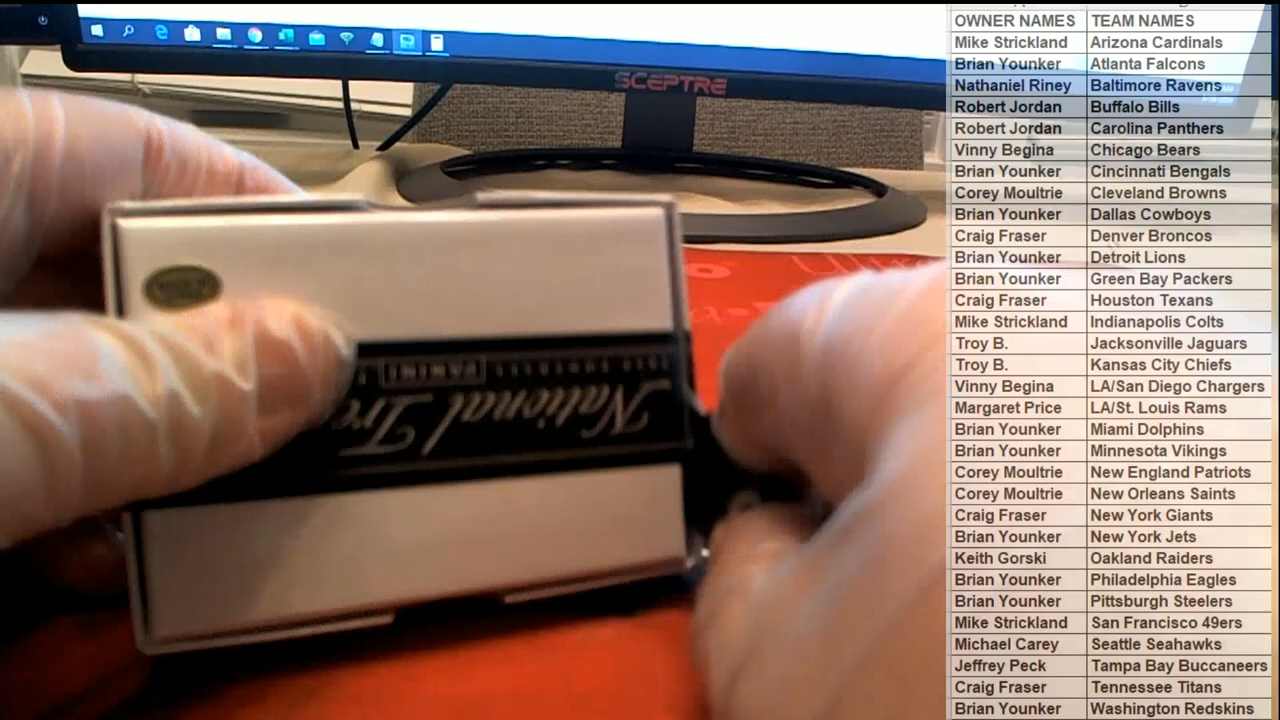 SCEPTRE
PANINI
National Tre
OWNER NAMES TEAM NAMES
Mike Strickland Arizona Cardinals
Brian Younker Atlanta Falcons
Nathaniel Riney Baltimore Ravens
Robert Jordan Buffalo Bills
Robert Jordan Carolina Panthers
Vinny Begina Chicago Bears
Brian Younker Cincinnati Bengals
Corey Moultrie Cleveland Browns
Brian Younker Dallas Cowboys
Craig Fraser Denver Broncos
Brian Younker Detroit Lions
Brian Younker Green Bay Packers
Craig Fraser Houston Texans
Mike Strickland Indianapolis Colts
Troy B. Jacksonville Jaguars
Troy B. Kansas City Chiefs
Vinny Begina LA/San Diego Chargers
Margaret Price LA/St. Louis Rams
Brian Younker Miami Dolphins
Brian Younker Minnesota Vikings
Corey Moultrie New England Patriots
Corey Moultrie New Orleans Saints
Craig Fraser New York Giants
Brian Younker New York Jets
Keith Gorski Oakland Raiders
Brian Younker Philadelphia Eagles
Brian Younker Pittsburgh Steelers
Mike Strickland San Francisco 49ers
Michael Carey Seattle Seahawks
Jeffrey Peck Tampa Bay Buccaneers
Craig Fraser Tennessee Titans
Brian Younker Washington Redskins